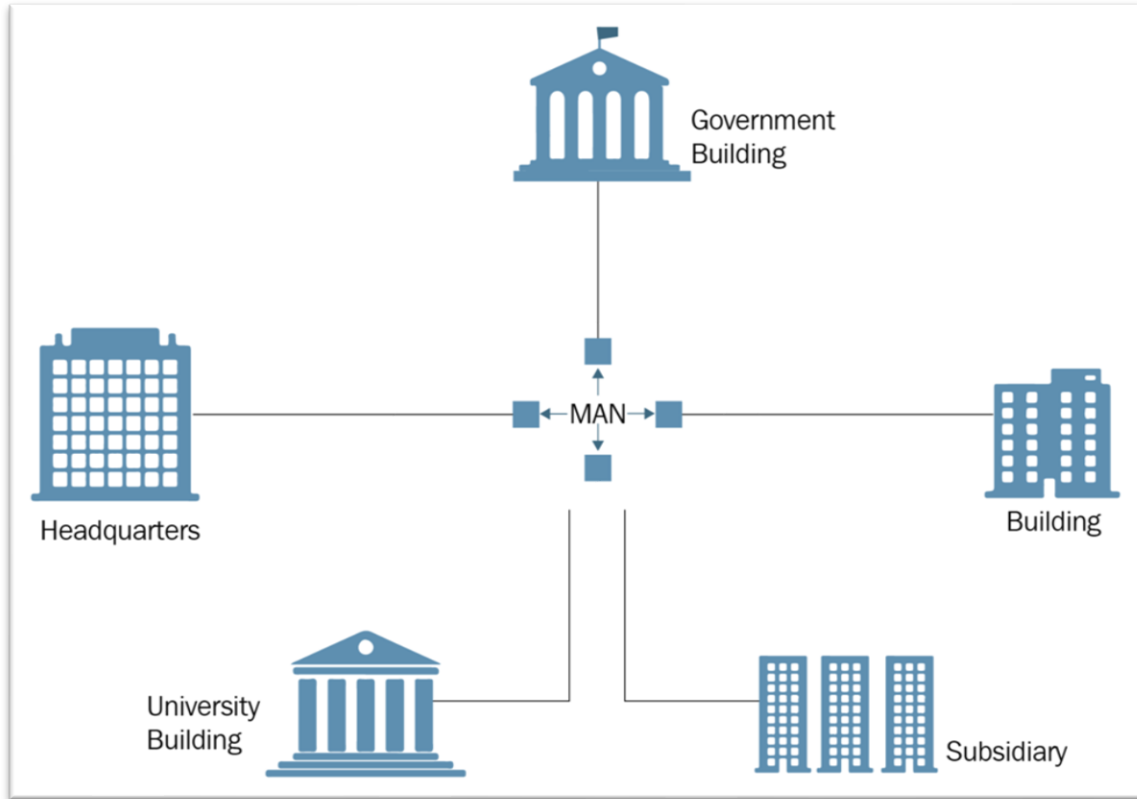 Government
Building
MAN
Headquarters
Building
University
Building
Subsidiary